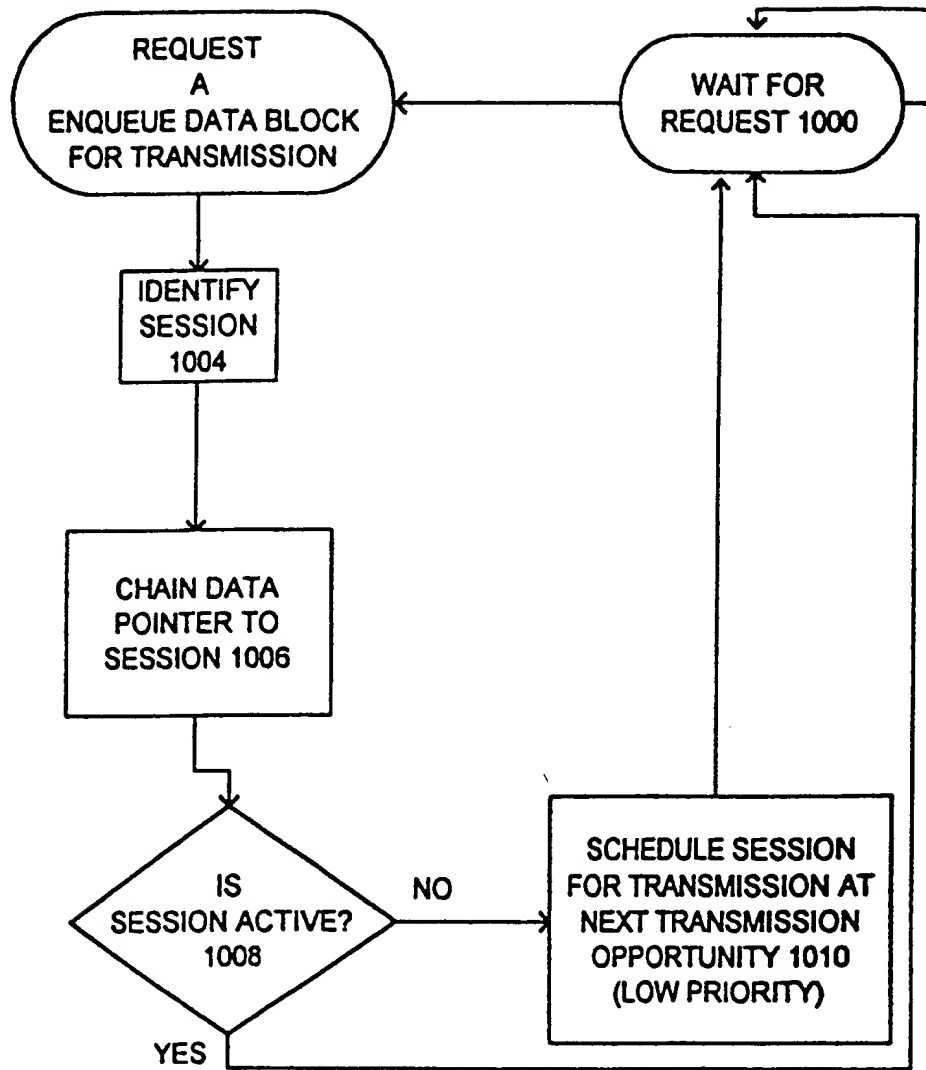 REQUEST
A
ENQUEUE DATA BLOCK
FOR TRANSMISSION
WAIT FOR
REQUEST 1000
IDENTIFY
SESSION
1004
CHAIN DATA
POINTER TO
SESSION 1006
IS
SESSION ACTIVE?
1008
NO
YES
SCHEDULE SESSION
FOR TRANSMISSION AT
NEXT TRANSMISSION
OPPORTUNITY 1010
(LOW PRIORITY)